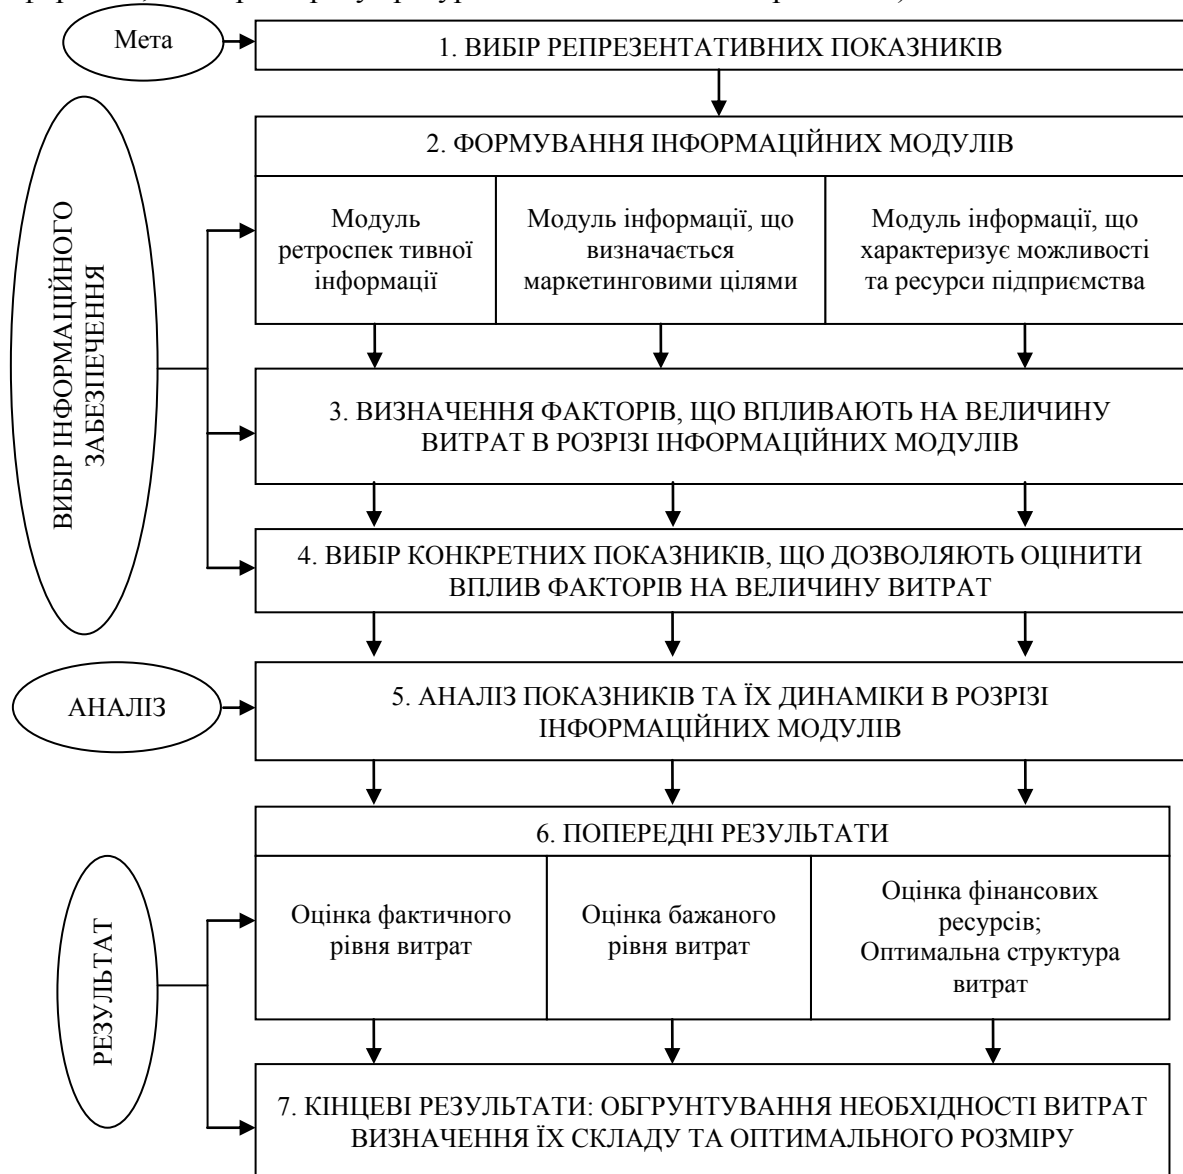 Мета
1. ВИБІР РЕПРЕЗЕНТАТИВНИХ ПОКАЗНИКІВ
ВИБІР ІНФОРМАЦІЙНОГО
ЗАБЕЗПЕЧЕННЯ
2. ФОРМУВАННЯ ІНФОРМАЦІЙНИХ МОДУЛІВ
Модуль
ретроспек тивної
інформації
Модуль інформації, що
визначається
маркетинговими цілями
Модуль інформації, що
характеризує можливості
та ресурси підприємства
3. ВИЗНАЧЕННЯ ФАКТОРІВ, ЩО ВПЛИВАЮТЬ НА ВЕЛИЧИНУ
ВИТРАТ В РОЗРІЗІ ІНФОРМАЦІЙНИХ МОДУЛІВ
4. ВИБІР КОНКРЕТНИХ ПОКАЗНИКІВ, ЩО ДОЗВОЛЯЮТЬ ОЦІНИТИ
ВПЛИВ ФАКТОРІВ НА ВЕЛИЧИНУ ВИТРАТ
АНАЛІЗ
5. АНАЛІЗ ПОКАЗНИКІВ ТА ЇХ ДИНАМІКИ В РОЗРІЗІ
ІНФОРМАЦІЙНИХ МОДУЛІВ
РЕЗУЛЬТАТ
6. ПОПЕРЕДНІ РЕЗУЛЬТАТИ
Оцінка фактичного
рівня витрат
Оцінка бажаного
рівня витрат
Оцінка фінансових
ресурсів;
Оптимальна структура
витрат
7. КІНЦЕВІ РЕЗУЛЬТАТИ: ОБГРУНТУВАННЯ НЕОБХІДНОСТІ ВИТРАТ
ВИЗНАЧЕННЯ ЇХ СКЛАДУ ТА ОПТИМАЛЬНОГО РОЗМІРУ